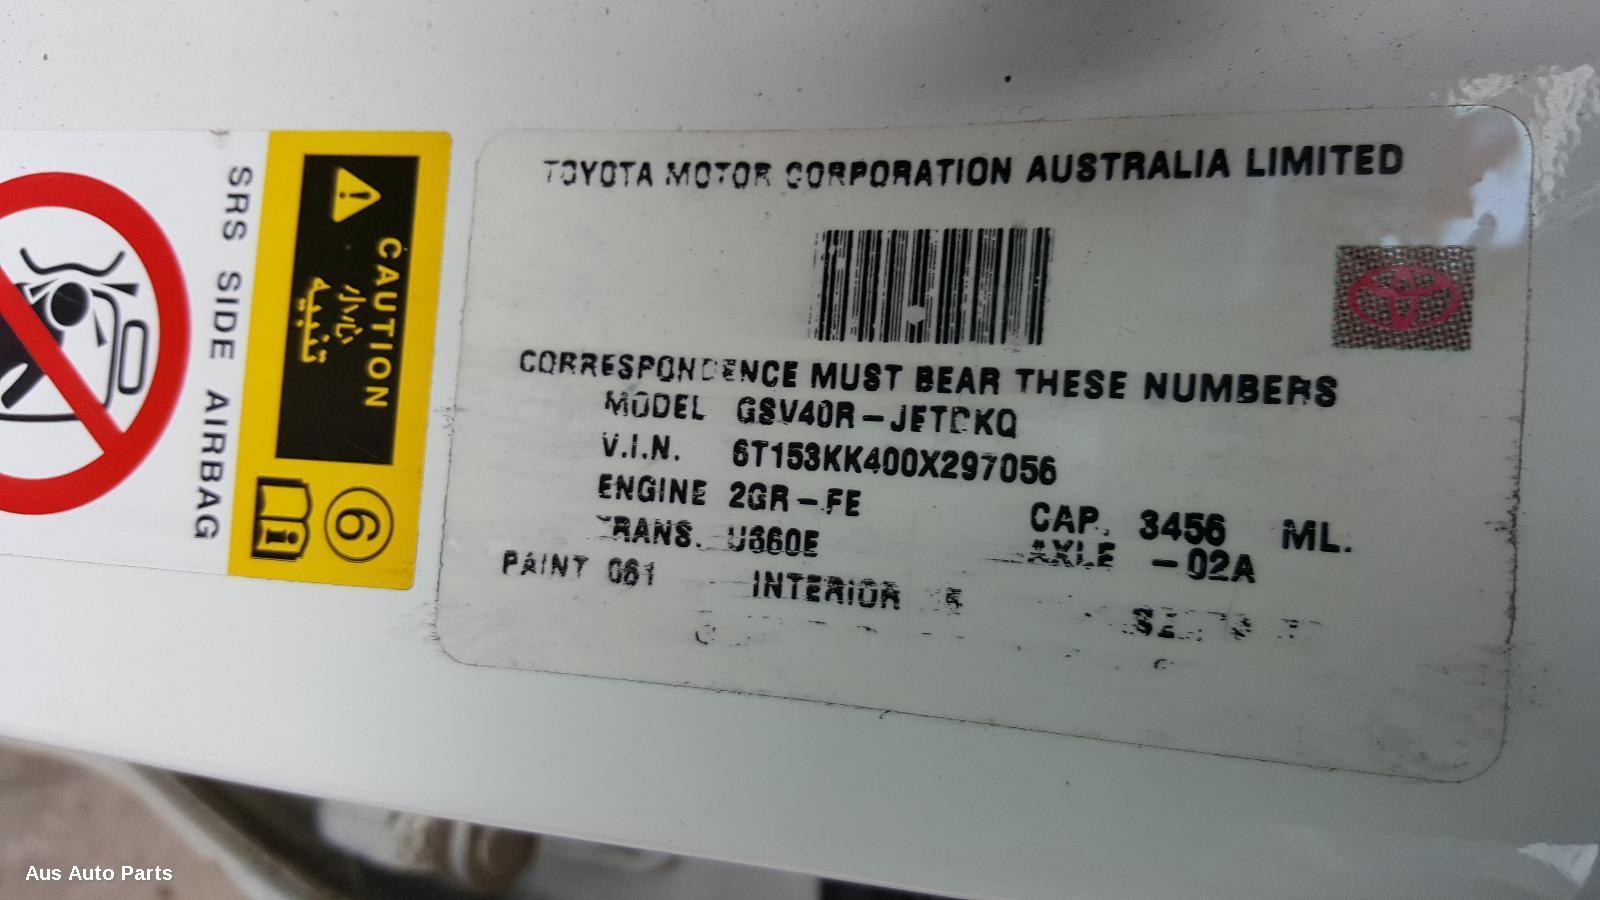 TOYOTA MOTOR CORPORATION AUSTRALIA LIMITED
CORRESPONDENCE MUST BEAR THESE NUMBERS
MODEL GSV40R-JETDKQ
V.I.N. 6T153KK400X297056
ENGINE 2GR-FE CAP. 3456 ML.
TRANS. U660E AXLE -02A
PAINT 061 INTERIOR
SRS SIDE AIRBAG
CAUTION
تنبيه
6
i
Aus Auto Parts